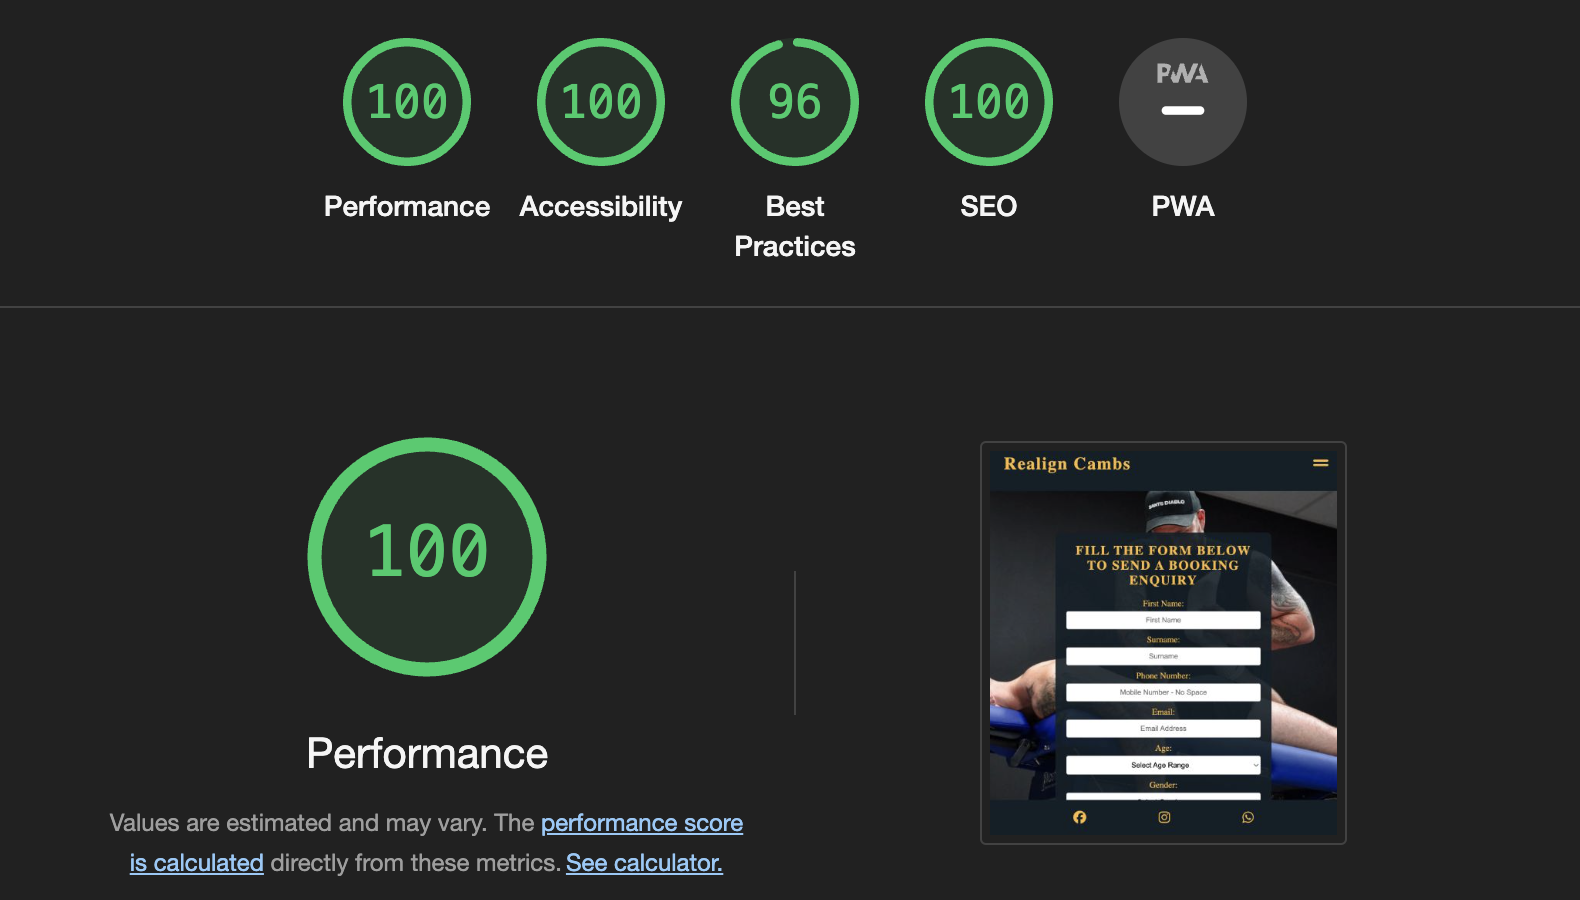 100
100
96
100
PWA
Performance
Accessibility
Best
Practices
SEO
PWA
100
Performance
Values are estimated and may vary. The performance score
is calculated directly from these metrics. See calculator.
Realign Cambs
FILL THE FORM BELOW
TO SEND A BOOKING
ENQUIRY
First Name:
First Name
Surname:
Surname
Phone Number:
Mobile Number - No Space
Email:
Email Address
Age:
Select Age Range
Gender: